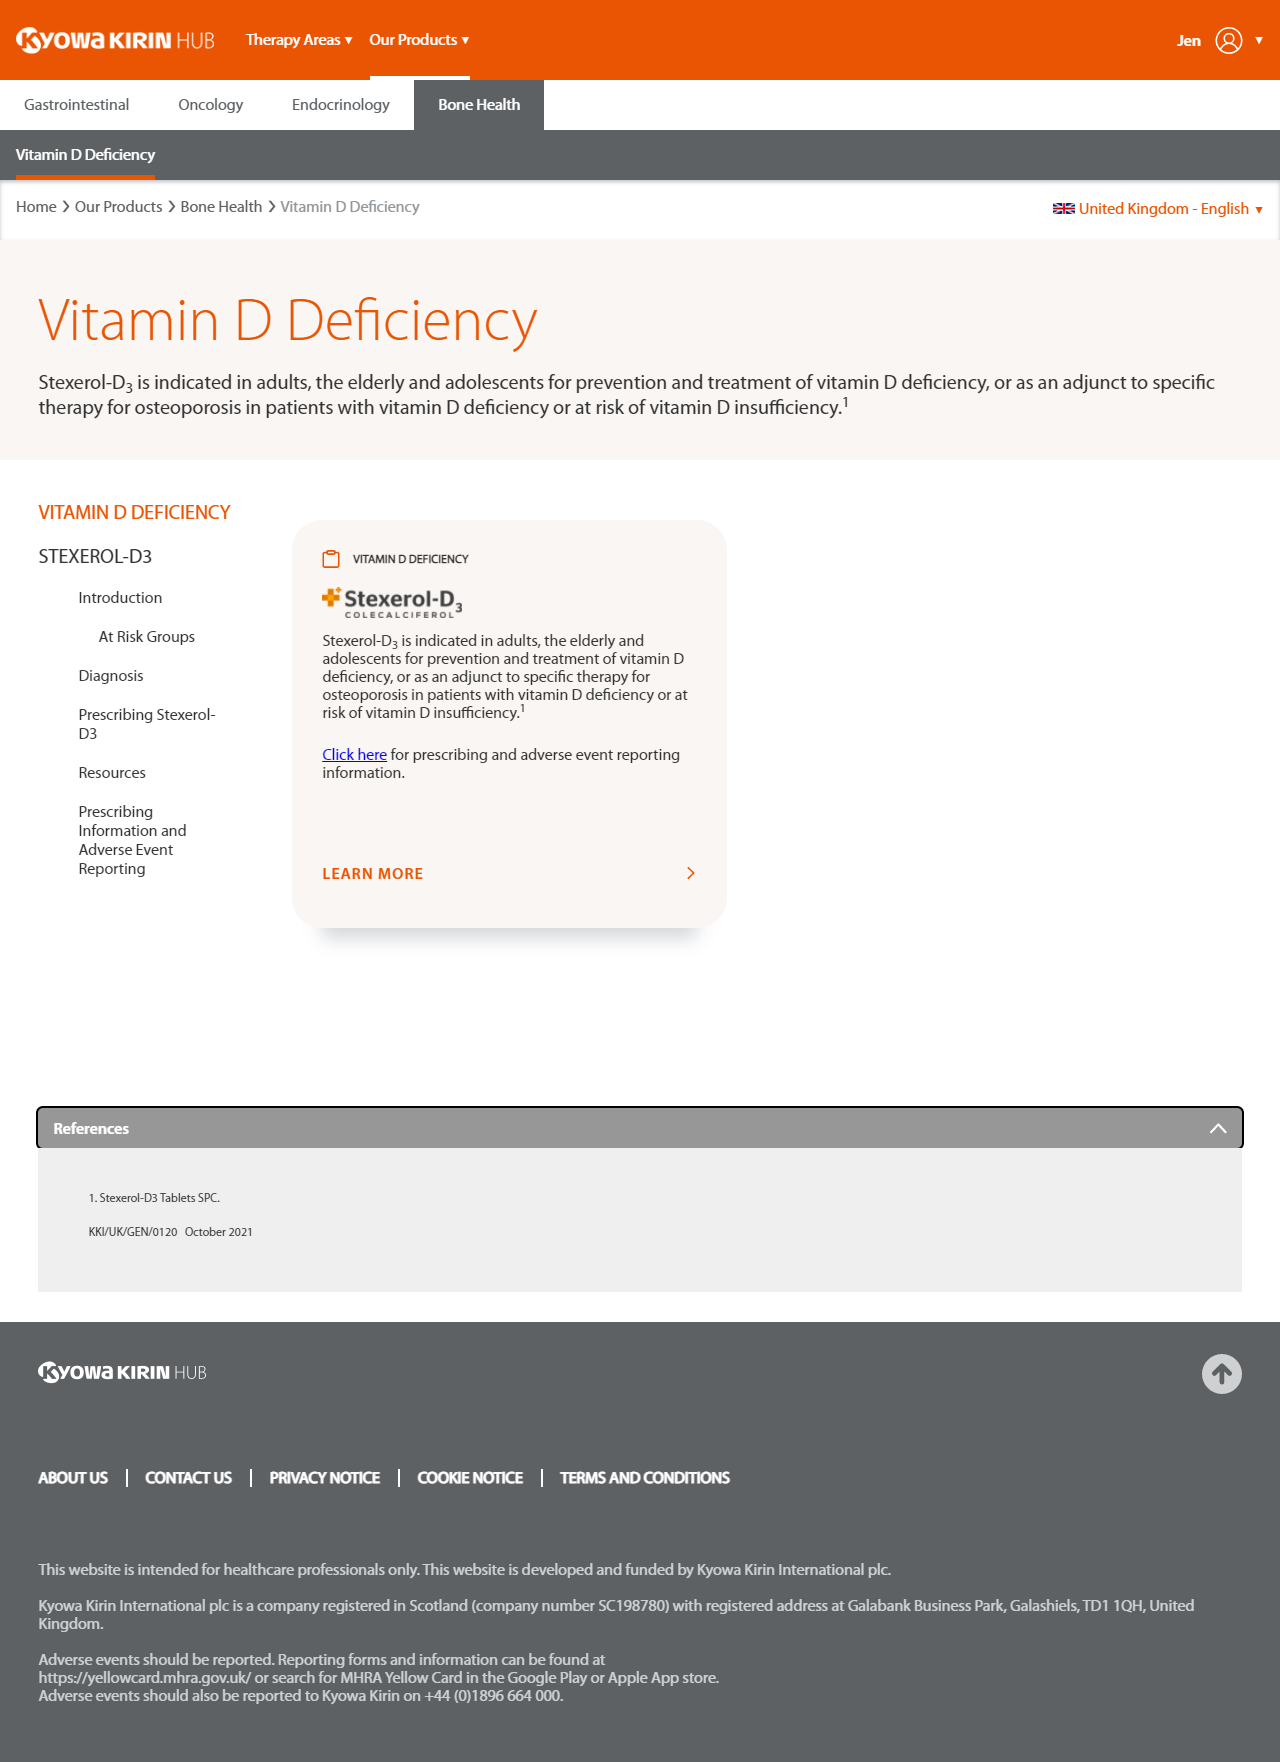 Kyowa KIRIN HUB
Therapy Areas ▼ Our Products ▼
Jen ▼
Gastrointestinal Oncology Endocrinology Bone Health
Vitamin D Deficiency
Home > Our Products > Bone Health > Vitamin D Deficiency
United Kingdom - English ▼
Vitamin D Deficiency
Stexerol-D3 is indicated in adults, the elderly and adolescents for prevention and treatment of vitamin D deficiency, or as an adjunct to specific
therapy for osteoporosis in patients with vitamin D deficiency or at risk of vitamin D insufficiency.1
VITAMIN D DEFICIENCY
STEXEROL-D3
Introduction
At Risk Groups
Diagnosis
Prescribing Stexerol-
D3
Resources
Prescribing
Information and
Adverse Event
Reporting
VITAMIN D DEFICIENCY
Stexerol-D3
COLECALCIFEROL
Stexerol-D3 is indicated in adults, the elderly and
adolescents for prevention and treatment of vitamin D
deficiency, or as an adjunct to specific therapy for
osteoporosis in patients with vitamin D deficiency or at
risk of vitamin D insufficiency.1
Click here for prescribing and adverse event reporting
information.
LEARN MORE
References
1. Stexerol-D3 Tablets SPC.
KKI/UK/GEN/0120 October 2021
Kyowa KIRIN HUB
ABOUT US | CONTACT US | PRIVACY NOTICE | COOKIE NOTICE | TERMS AND CONDITIONS
This website is intended for healthcare professionals only. This website is developed and funded by Kyowa Kirin International plc.
Kyowa Kirin International plc is a company registered in Scotland (company number SC198780) with registered address at Galabank Business Park, Galashiels, TD1 1QH, United
Kingdom.
Adverse events should be reported. Reporting forms and information can be found at
https://yellowcard.mhra.gov.uk/ or search for MHRA Yellow Card in the Google Play or Apple App store.
Adverse events should also be reported to Kyowa Kirin on +44 (0)1896 664 000.